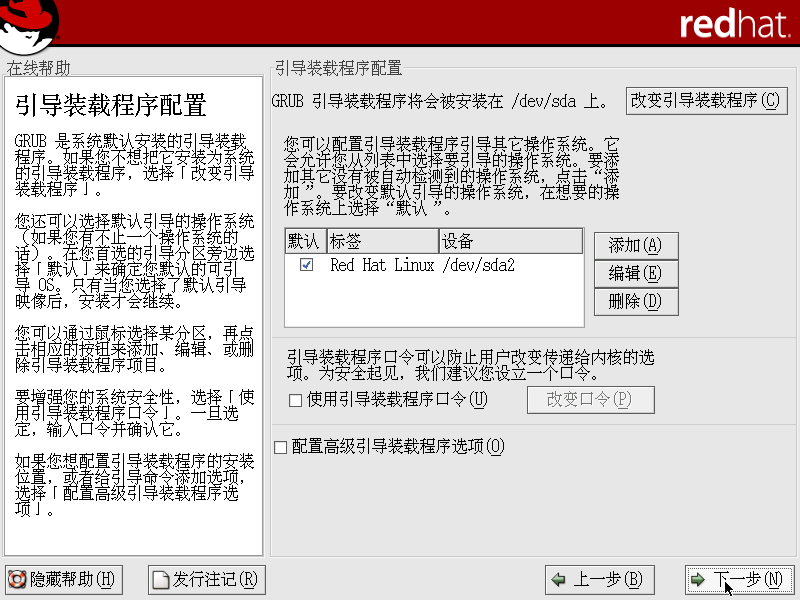 redhat.
在线帮助
引导装载程序配置
GRUB 是系统默认安装的引导装载
程序。如果您不想把它安装为系统
的引导装载程序，选择「改变引导
装载程序」。
您还可以选择默认引导的操作系统
（如果您有不止一个操作系统的
话）。在您首选的引导分区旁边选
择「默认」来确定您默认的可引
导 OS。只有当您选择了默认引导
映像后，安装才会继续。
您可以通过鼠标选择某分区，再点
击相应的按钮来添加、编辑、或删
除引导装载程序项目。
要增强您的系统安全性，选择「使
用引导装载程序口令」。一旦选
定，输入口令并确认它。
如果您想配置引导装载程序的安装
位置，或者给引导命令添加选项，
选择「配置高级引导装载程序选
项」。
引导装载程序配置
GRUB 引导装载程序将会被安装在 /dev/sda 上。
改变引导装载程序(C)
您可以配置引导装载程序引导其它操作系统。它
会允许您从列表中选择要引导的操作系统。要添
加其它没有被自动检测到的操作系统，点击“添
加 ”。要改变默认引导的操作系统，在想要的操
作系统上选择“默认 ”。
默认 标签 设备
Red Hat Linux /dev/sda2
添加(A)
编辑(E)
删除(D)
引导装载程序口令可以防止用户改变传递给内核的选
项。为安全起见，我们建议您设立一个口令。
使用引导装载程序口令(U) 改变口令(P)
配置高级引导装载程序选项(O)
隐藏帮助(H) 发行注记(R) 上一步(B) 下一步(N)